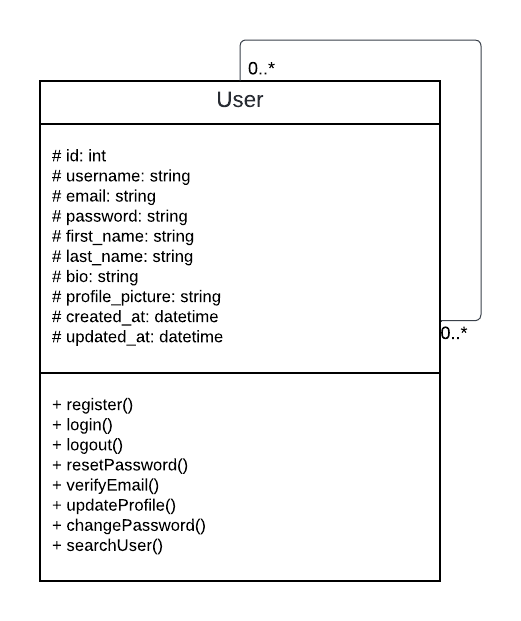 0..*
User
# id: int
# username: string
# email: string
# password: string
# first_name: string
# last_name: string
# bio: string
# profile_picture: string
# created_at: datetime
# updated_at: datetime
0..*
+ register()
+ login()
+ logout()
+ resetPassword()
+ verifyEmail()
+ updateProfile()
+ changePassword()
+ searchUser()